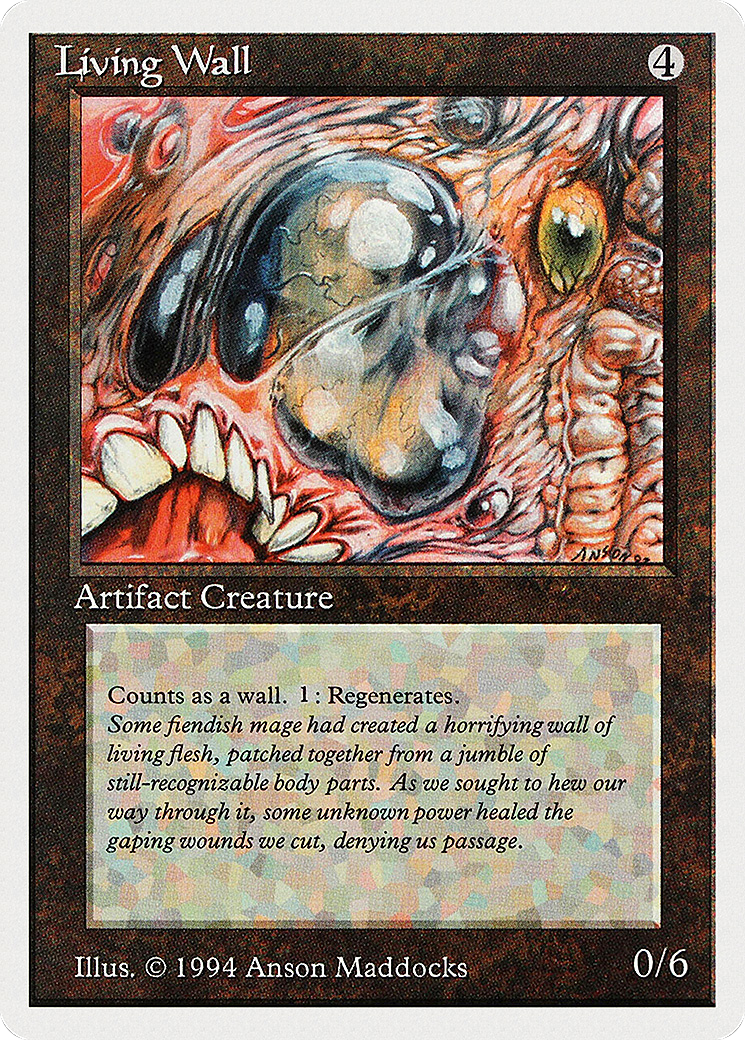 Living Wall
4
ANSON 93
Artifact Creature
Counts as a wall. 1: Regenerates.
Some fiendish mage had created a horrifying wall of
living flesh, patched together from a jumble of
still-recognizable body parts. As we sought to hew our
way through it, some unknown power healed the
gaping wounds we cut, denying us passage.
Illus. © 1994 Anson Maddocks
0/6